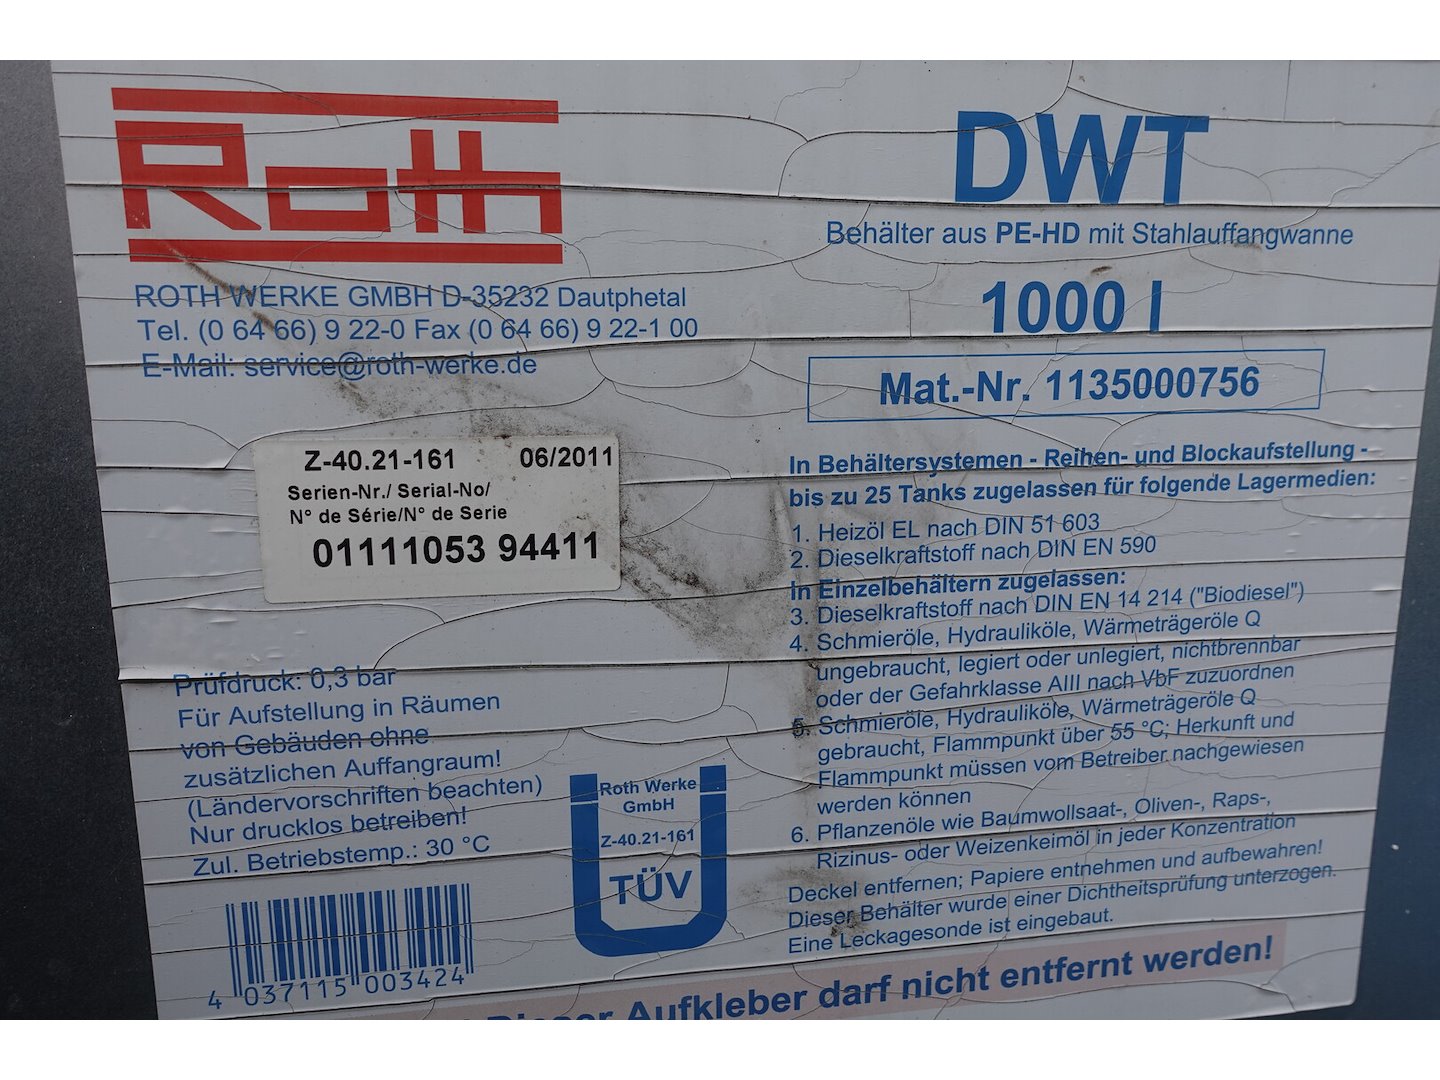 Roth
ROTH WERKE GMBH D-35232 Dautphetal
Tel. (0 64 66) 9 22-0 Fax (0 64 66) 9 22-1 00
E-Mail: service@roth-werke.de
Z-40.21-161 06/2011
Serien-Nr./ Serial-No/
N° de Série/N° de Serie
01111053 94411
Prüfdruck: 0,3 bar
Für Aufstellung in Räumen
von Gebäuden ohne
zusätzlichen Auffangraum!
(Ländervorschriften beachten)
Nur drucklos betreiben!
Zul. Betriebstemp.: 30 °C
4 037115 003424
Roth Werke
GmbH
Z-40.21-161
TÜV
DWT
Behälter aus PE-HD mit Stahlauffangwanne
1000 l
Mat.-Nr. 1135000756
In Behältersystemen - Reihen- und Blockaufstellung -
bis zu 25 Tanks zugelassen für folgende Lagermedien:
1. Heizöl EL nach DIN 51 603
2. Dieselkraftstoff nach DIN EN 590
In Einzelbehältern zugelassen:
3. Dieselkraftstoff nach DIN EN 14 214 ("Biodiesel")
4. Schmieröle, Hydrauliköle, Wärmeträgeröle Q
ungebraucht, legiert oder unlegiert, nichtbrennbar
oder der Gefahrklasse AIII nach VbF zuzuordnen
5. Schmieröle, Hydrauliköle, Wärmeträgeröle Q
gebraucht, Flammpunkt über 55 °C; Herkunft und
Flammpunkt müssen vom Betreiber nachgewiesen
werden können
6. Pflanzenöle wie Baumwollsaat-, Oliven-, Raps-,
Rizinus- oder Weizenkeimöl in jeder Konzentration
Deckel entfernen; Papiere entnehmen und aufbewahren!
Dieser Behälter wurde einer Dichtheitsprüfung unterzogen.
Eine Leckagesonde ist eingebaut.
Dieser Aufkleber darf nicht entfernt werden!